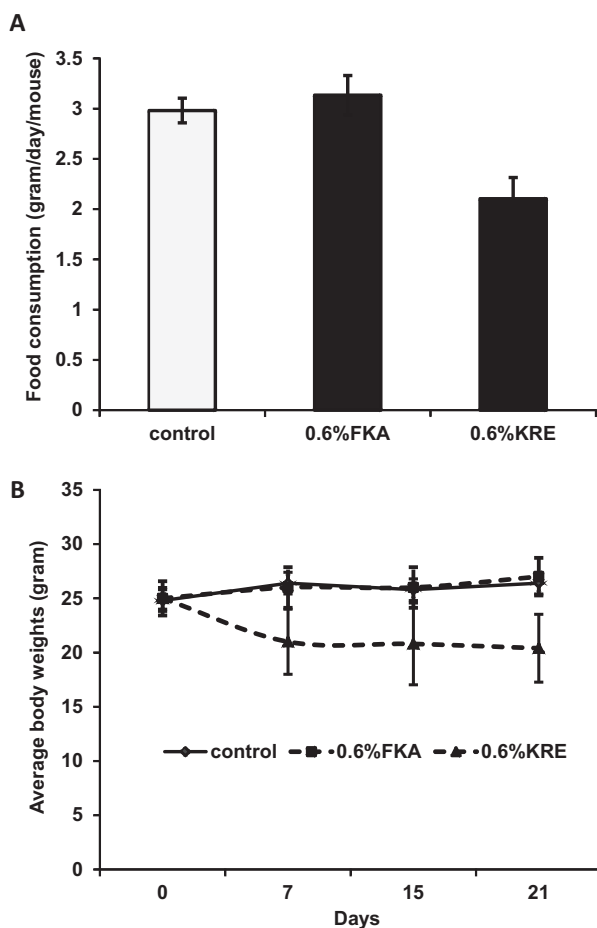 A
Food consumption (gram/day/mouse)
3.5
3
2.5
2
1.5
1
0.5
0
control 0.6%FKA 0.6%KRE
B
Average body weights (gram)
35
30
25
20
15
10
5
0
control 0.6%FKA 0.6%KRE
0 7 15 21
Days